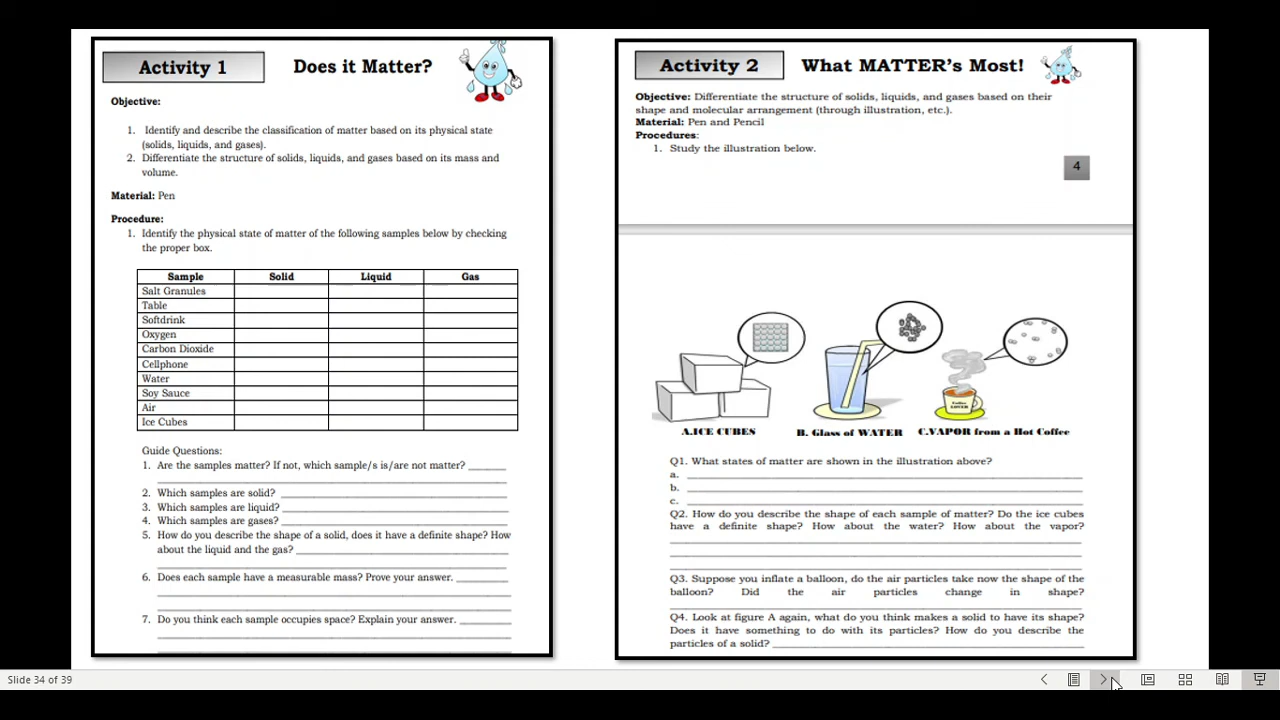 Activity 1
Does it Matter?
Objective:
1. Identify and describe the classification of matter based on its physical state
(solids, liquids, and gases).
2. Differentiate the structure of solids, liquids, and gases based on its mass and
volume.
Material: Pen
Procedure:
1. Identify the physical state of matter of the following samples below by checking
the proper box.
Sample Solid Liquid Gas
Salt Granules
Table
Softdrink
Oxygen
Carbon Dioxide
Cellphone
Water
Soy Sauce
Air
Ice Cubes
Guide Questions:
1. Are the samples matter? If not, which sample/s is/are not matter? _______
2. Which samples are solid? 
3. Which samples are liquid? 
4. Which samples are gases? 
5. How do you describe the shape of a solid, does it have a definite shape? How
about the liquid and the gas? 
6. Does each sample have a measurable mass? Prove your answer. 
7. Do you think each sample occupies space? Explain your answer. 
Activity 2
What MATTER's Most!
Objective: Differentiate the structure of solids, liquids, and gases based on their
shape and molecular arrangement (through illustration, etc.).
Material: Pen and Pencil
Procedures:
1. Study the illustration below.
4
Coffee
LOVER
A.ICE CUBES
B. Glass of WATER
C.VAPOR from a Hot Coffee
Q1. What states of matter are shown in the illustration above?
a.
b.
c.
Q2. How do you describe the shape of each sample of matter? Do the ice cubes
have a definite shape? How about the water? How about the vapor?
Q3. Suppose you inflate a balloon, do the air particles take now the shape of the
balloon? Did the air particles change in shape?
Q4. Look at figure A again, what do you think makes a solid to have its shape?
Does it have something to do with its particles? How do you describe the
particles of a solid?
Slide 34 of 39